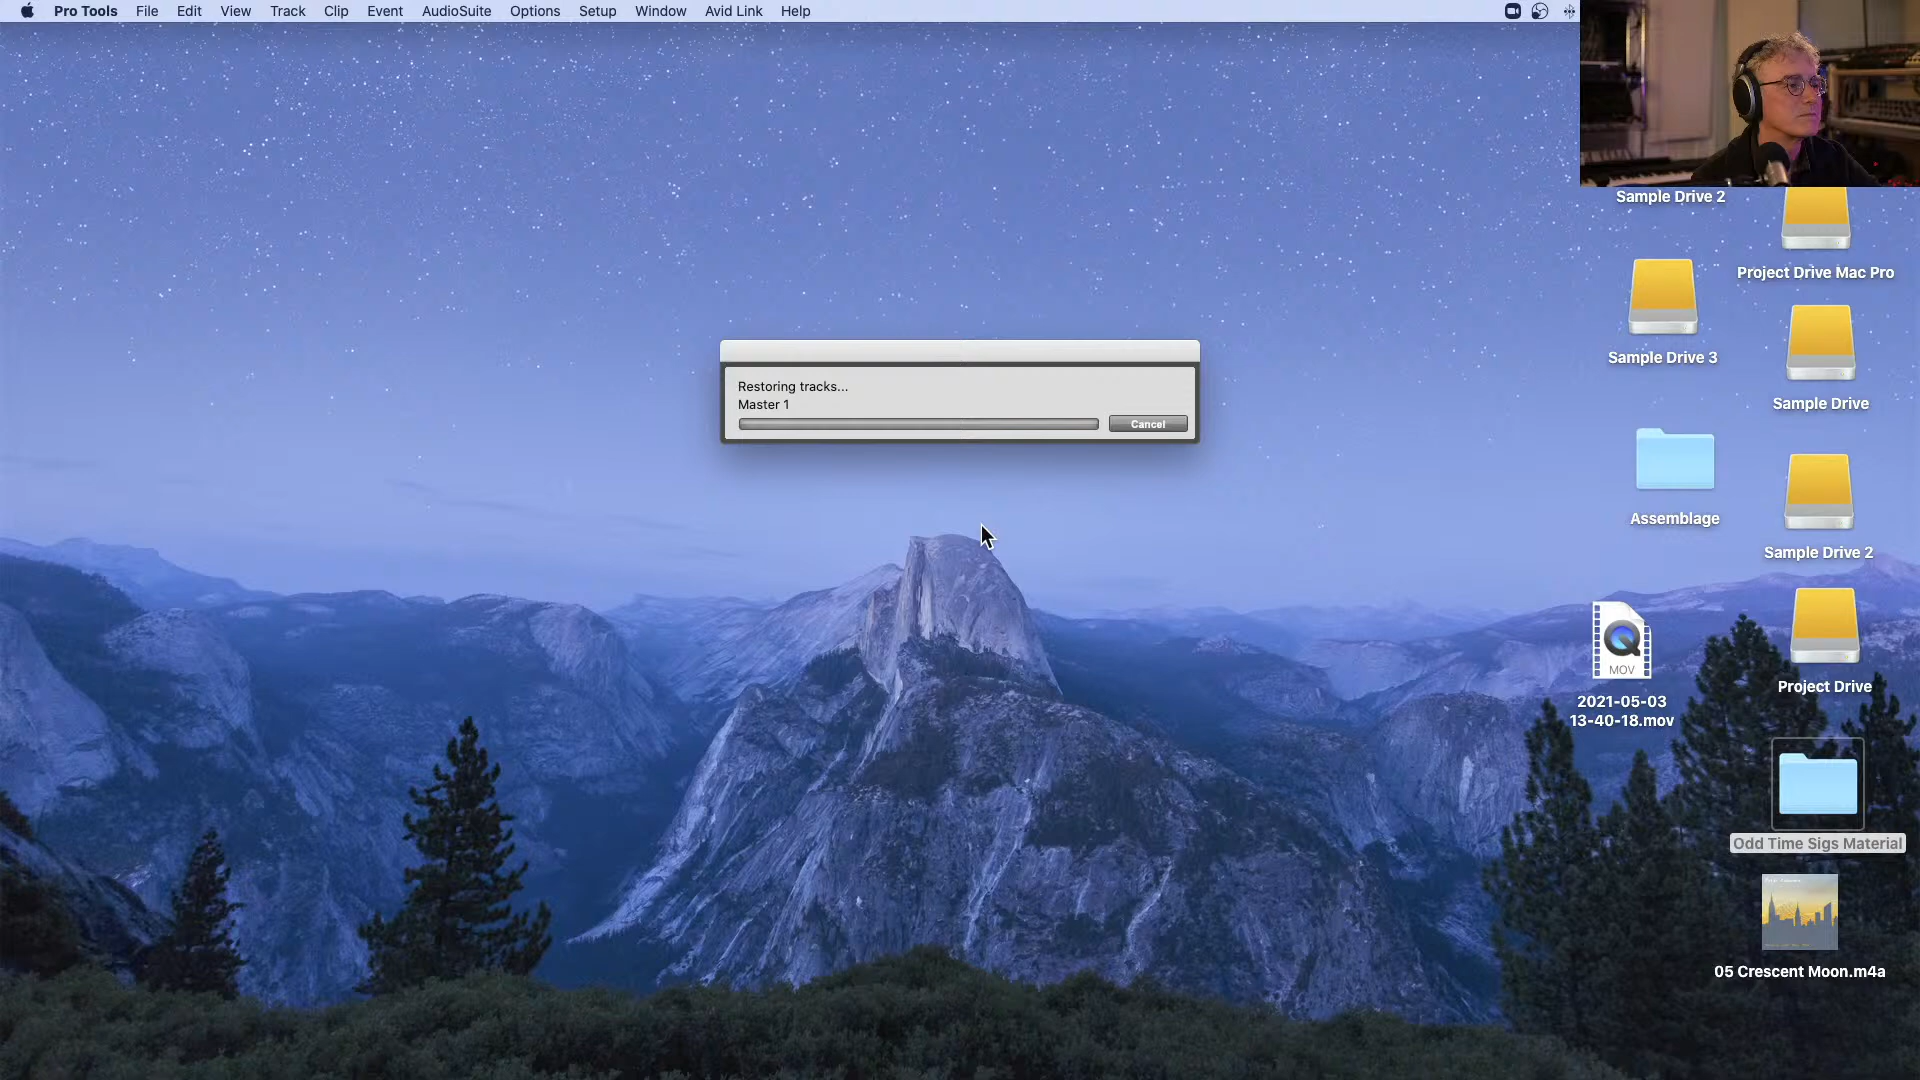 Pro Tools File Edit View Track Clip Event AudioSuite Options Setup Window Avid Link Help
Sample Drive 2
Project Drive Mac Pro
Sample Drive 3
Restoring tracks...
Master 1
Cancel
Sample Drive
Assemblage
Sample Drive 2
MOV
Project Drive
2021-05-03
13-40-18.mov
Odd Time Sigs Material
05 Crescent Moon.m4a